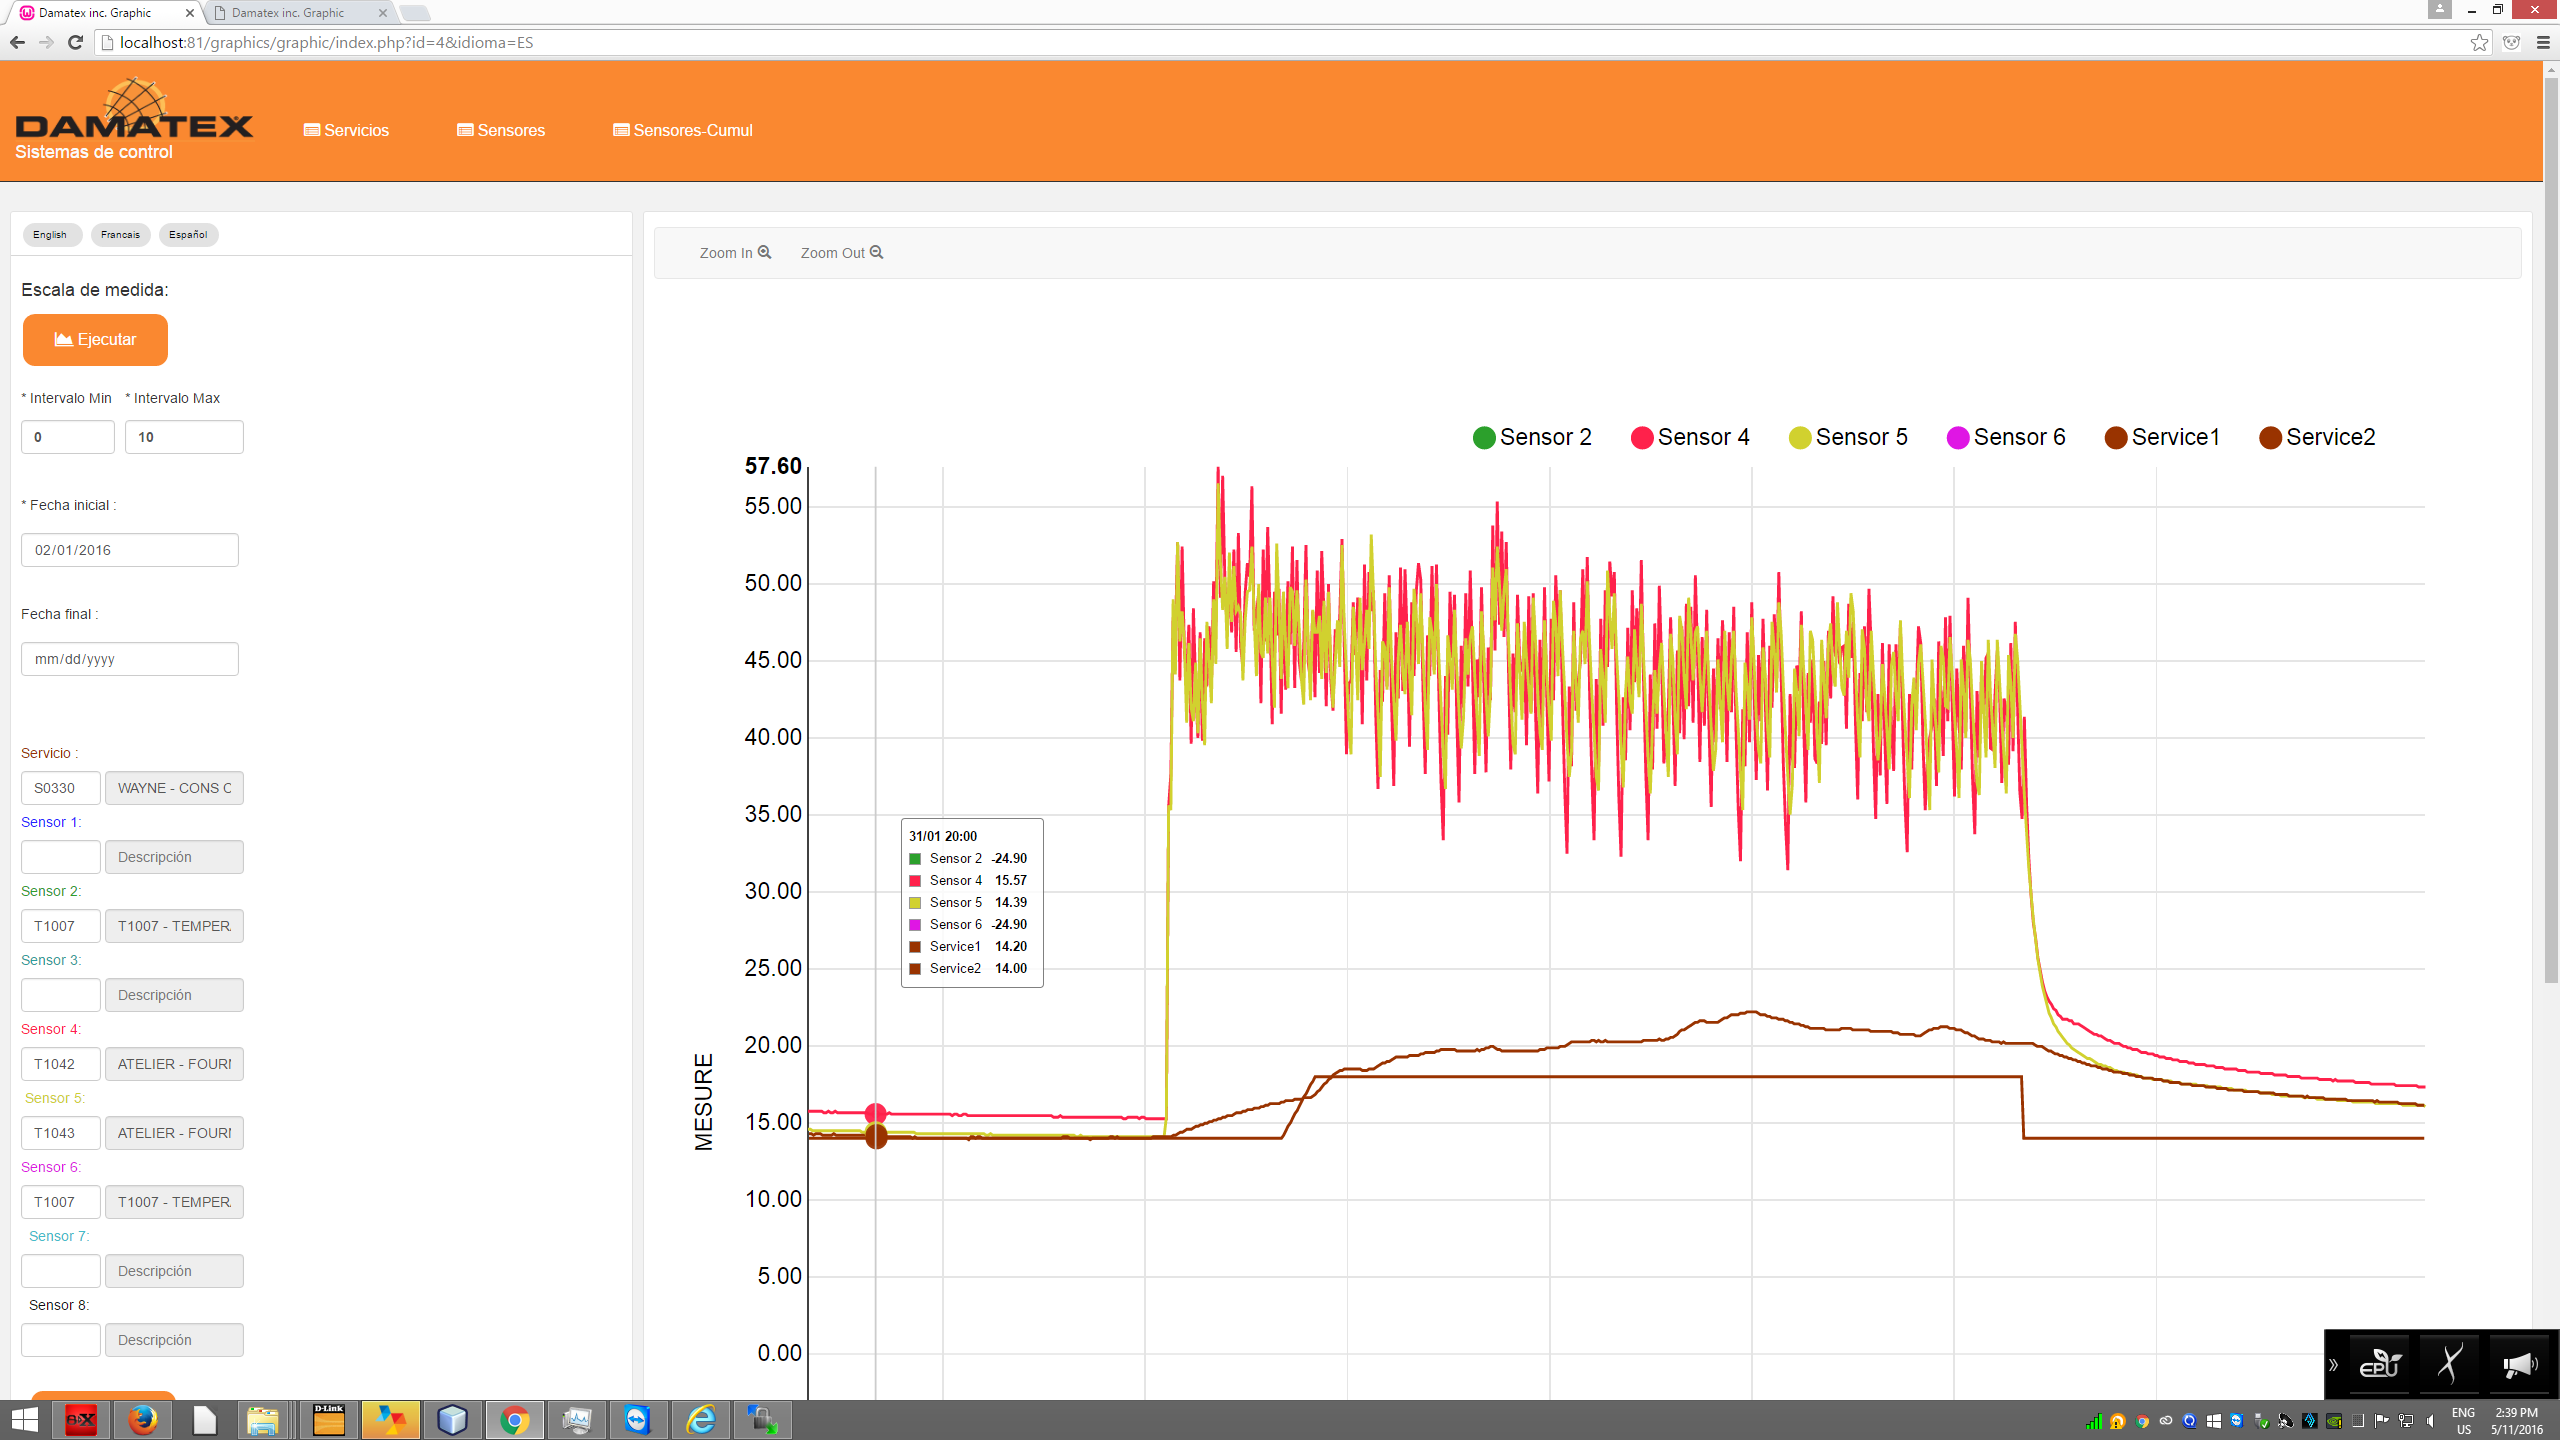 Damatex inc. Graphic
Damatex inc. Graphic
localhost:81/graphics/graphic/index.php?id=4&idioma=ES
DAMATEX
Sistemas de control
Servicios
Sensores
Sensores-Cumul
English
Francais
Español
Escala de medida:
Ejecutar
* Intervalo Min
* Intervalo Max
0
10
* Fecha inicial :
02/01/2016
Fecha final :
mm/dd/yyyy
Servicio :
S0330
WAYNE - CONS C
Sensor 1:
Descripción
Sensor 2:
T1007
T1007 - TEMPER
Sensor 3:
Descripción
Sensor 4:
T1042
ATELIER - FOURN
Sensor 5:
T1043
ATELIER - FOURN
Sensor 6:
T1007
T1007 - TEMPER
Sensor 7:
Descripción
Sensor 8:
Descripción
Zoom In
Zoom Out
Sensor 2
Sensor 4
Sensor 5
Sensor 6
Service1
Service2
57.60
55.00
50.00
45.00
40.00
35.00
30.00
25.00
20.00
15.00
10.00
5.00
0.00
MESURE
31/01 20:00
Sensor 2 -24.90
Sensor 4 15.57
Sensor 5 14.39
Sensor 6 -24.90
Service1 14.20
Service2 14.00
EPU
D-Link
ENG
US
2:39 PM
5/11/2016